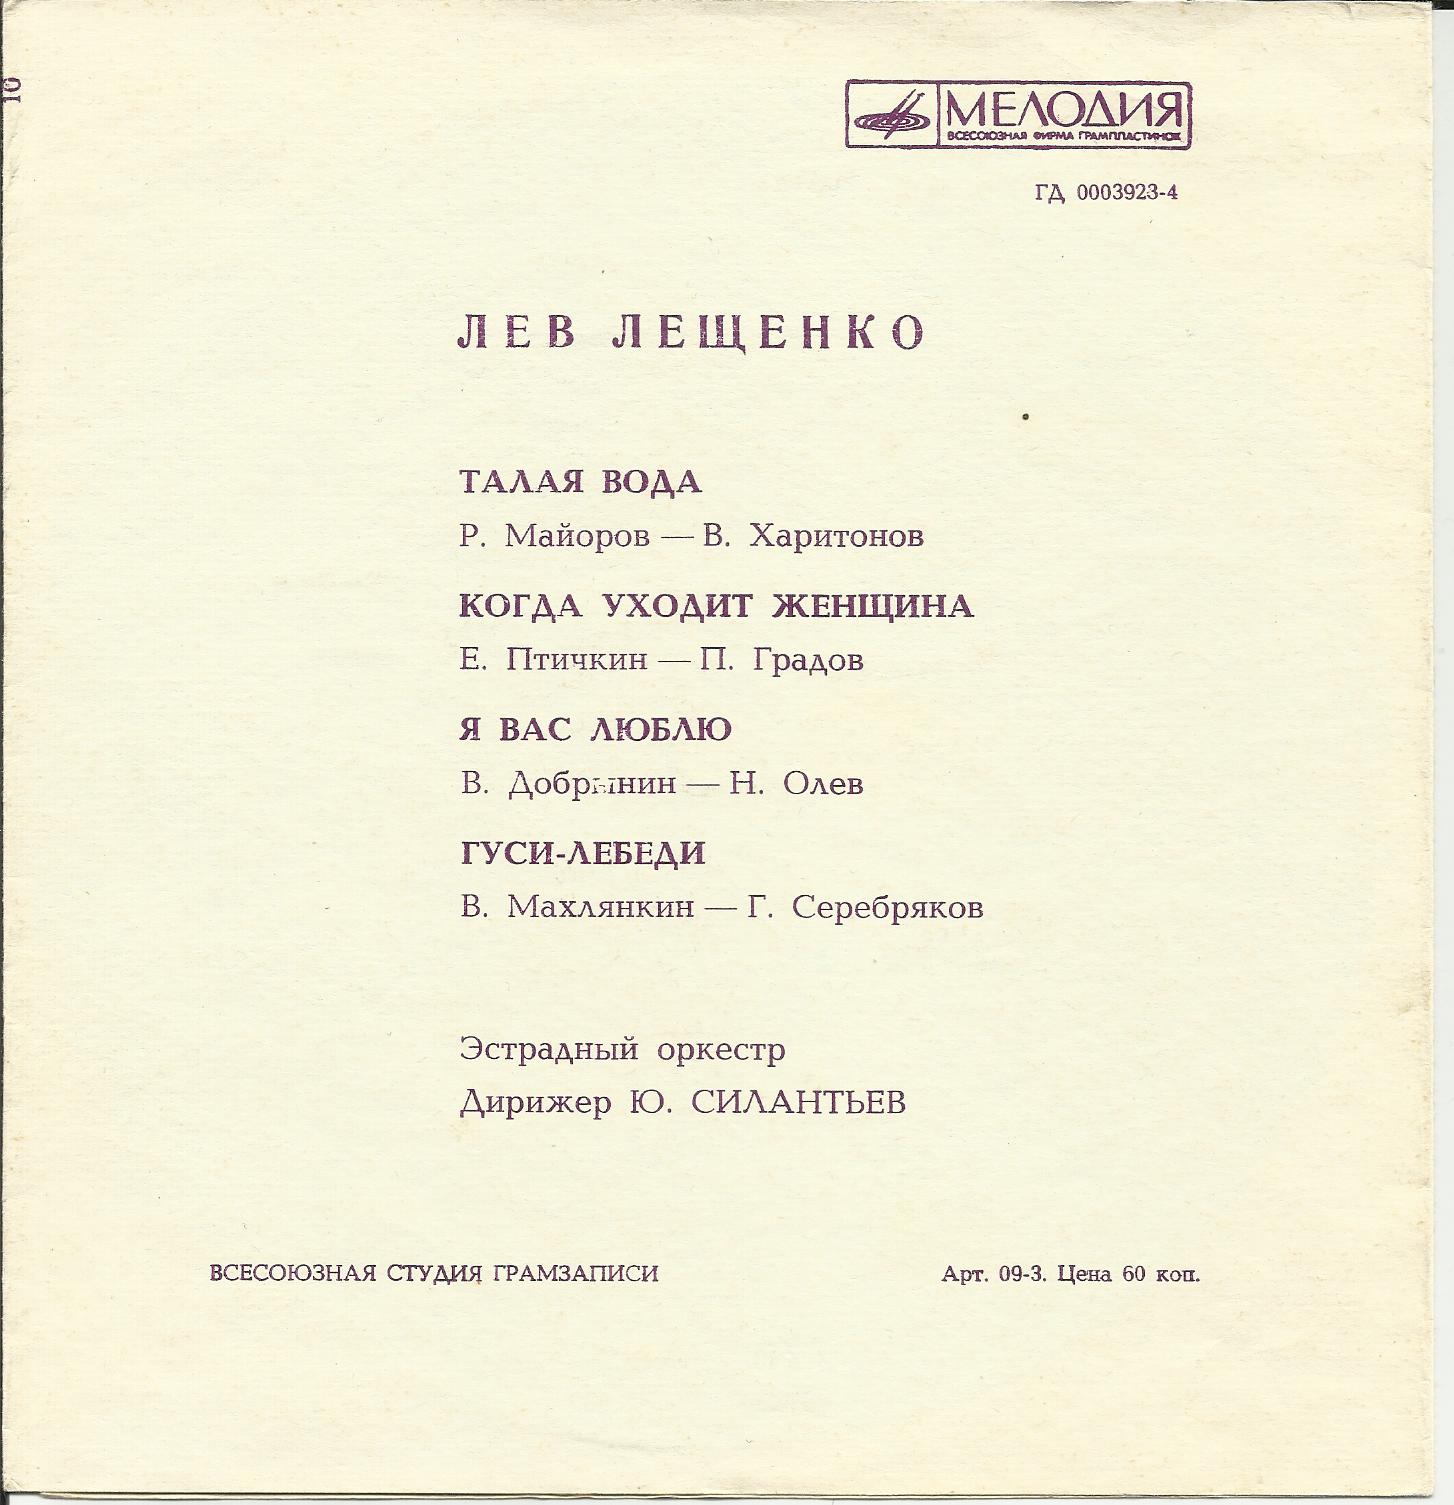 МЕЛОДИЯ
ВСЕСОЮЗНАЯ ФИРМА ГРАМПЛАСТИНОК
ГД 0003923-4
ЛЕВ ЛЕЩЕНКО
ТАЛАЯ ВОДА
Р. Майоров — В. Харитонов
КОГДА УХОДИТ ЖЕНЩИНА
Е. Птичкин — П. Градов
Я ВАС ЛЮБЛЮ
В. Добрынин — Н. Олев
ГУСИ-ЛЕБЕДИ
В. Махлянкин — Г. Серебряков
Эстрадный оркестр
Дирижер Ю. СИЛАНТЬЕВ
ВСЕСОЮЗНАЯ СТУДИЯ ГРАМЗАПИСИ
Арт. 09-3. Цена 60 коп.